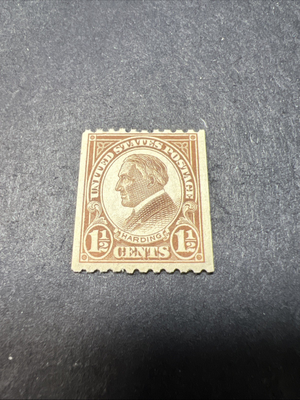 UNITED STATES POSTAGE
HARDING
1½ CENTS 1½